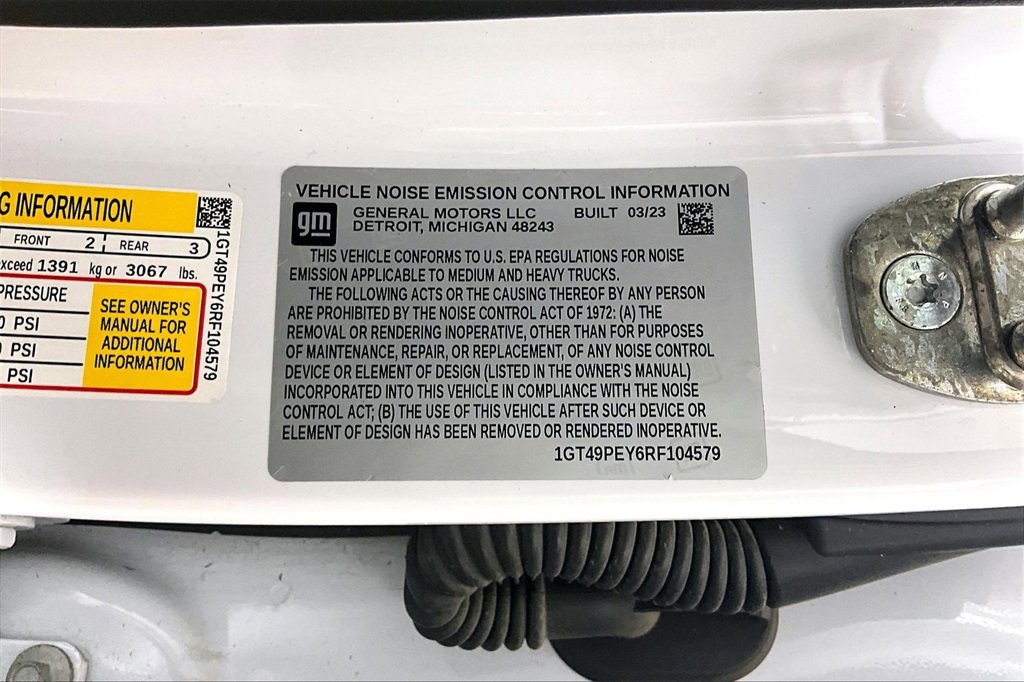 G INFORMATION
FRONT 2 REAR 3
exceed 1391 kg or 3067 lbs.
PRESSURE
0 PSI
0 PSI
PSI
SEE OWNER'S
MANUAL FOR
ADDITIONAL
INFORMATION
1GT49PEY6RF104579
VEHICLE NOISE EMISSION CONTROL INFORMATION
gm
GENERAL MOTORS LLC BUILT 03/23
DETROIT, MICHIGAN 48243
THIS VEHICLE CONFORMS TO U.S. EPA REGULATIONS FOR NOISE
EMISSION APPLICABLE TO MEDIUM AND HEAVY TRUCKS.
THE FOLLOWING ACTS OR THE CAUSING THEREOF BY ANY PERSON
ARE PROHIBITED BY THE NOISE CONTROL ACT OF 1972: (A) THE
REMOVAL OR RENDERING INOPERATIVE, OTHER THAN FOR PURPOSES
OF MAINTENANCE, REPAIR, OR REPLACEMENT, OF ANY NOISE CONTROL
DEVICE OR ELEMENT OF DESIGN (LISTED IN THE OWNER'S MANUAL)
INCORPORATED INTO THIS VEHICLE IN COMPLIANCE WITH THE NOISE
CONTROL ACT; (B) THE USE OF THIS VEHICLE AFTER SUCH DEVICE OR
ELEMENT OF DESIGN HAS BEEN REMOVED OR RENDERED INOPERATIVE.
1GT49PEY6RF104579